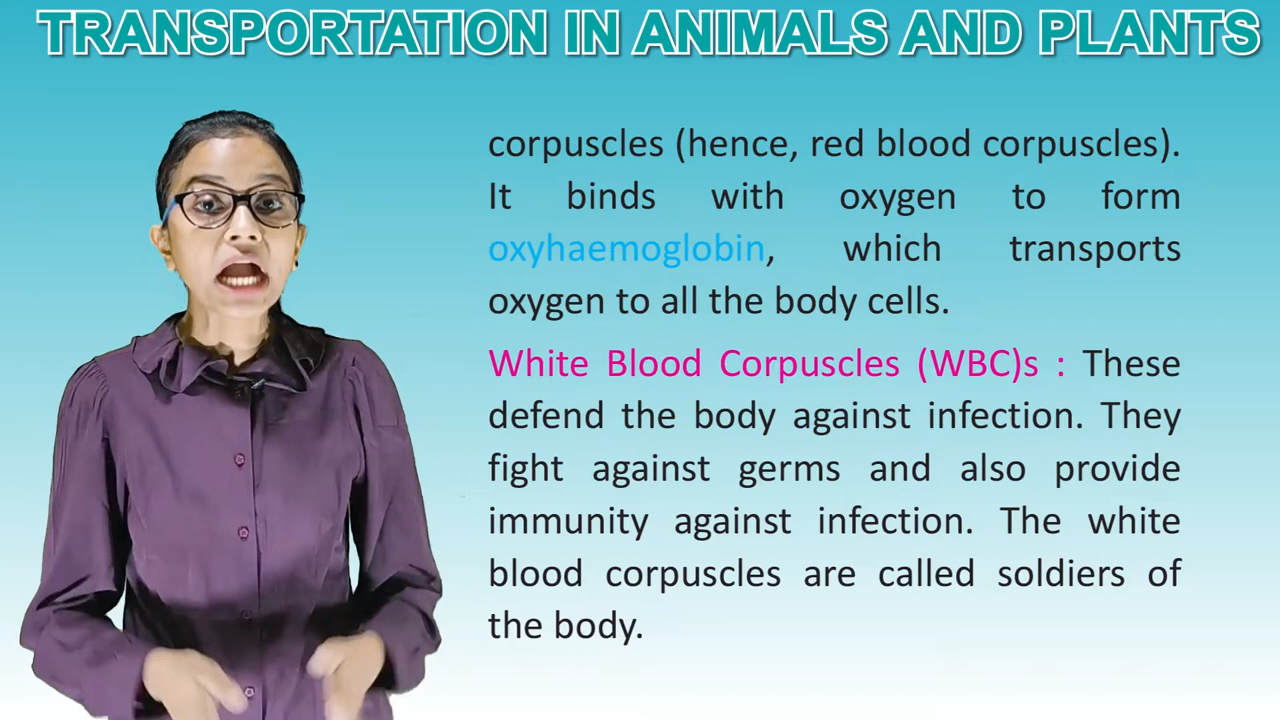 TRANSPORTATION IN ANIMALS AND PLANTS
corpuscles (hence, red blood corpuscles).
It binds with oxygen to form
oxyhaemoglobin, which transports
oxygen to all the body cells.
White Blood Corpuscles (WBC)s : These
defend the body against infection. They
fight against germs and also provide
immunity against infection. The white
blood corpuscles are called soldiers of
the body.